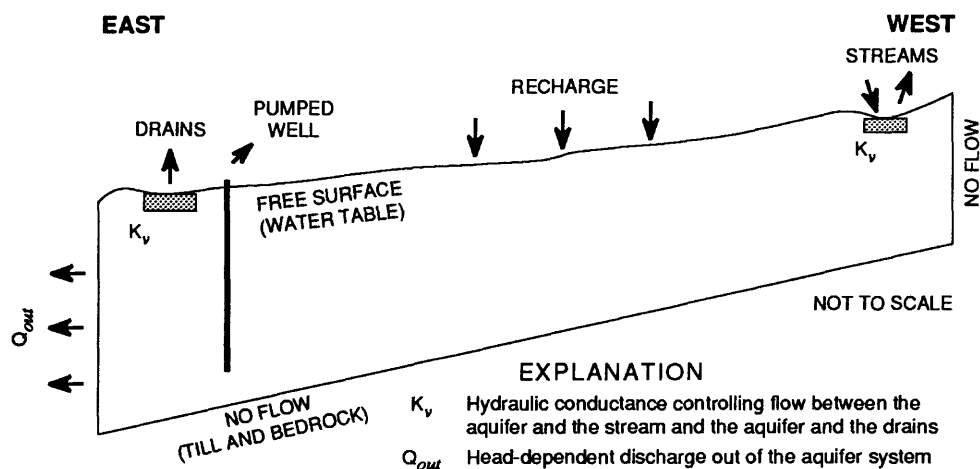 EAST
WEST
STREAMS
PUMPED
WELL
RECHARGE
DRAINS
Kv
FREE SURFACE
(WATER TABLE)
Kv
NO FLOW
Qout
NOT TO SCALE
NO FLOW
(TILL AND BEDROCK)
EXPLANATION
Kv Hydraulic conductance controlling flow between the
aquifer and the stream and the aquifer and the drains
Qout Head-dependent discharge out of the aquifer system